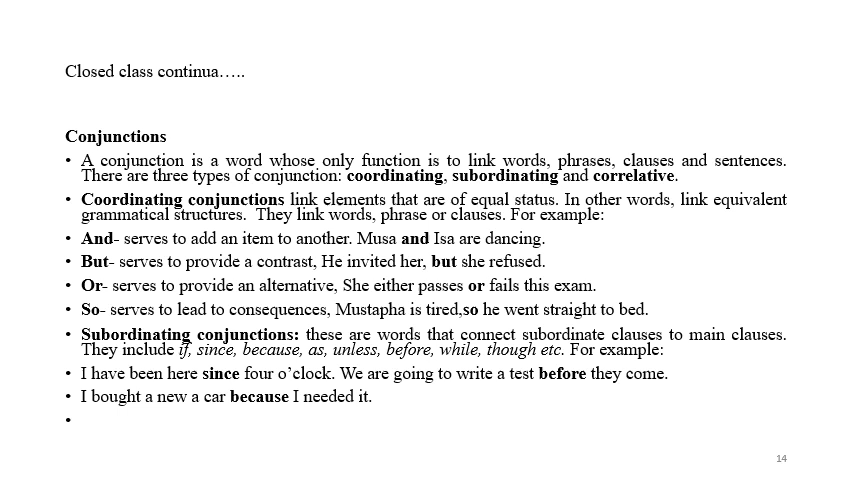 Closed class continua…..
Conjunctions
• A conjunction is a word whose only function is to link words, phrases, clauses and sentences.
There are three types of conjunction: coordinating, subordinating and correlative.
• Coordinating conjunctions link elements that are of equal status. In other words, link equivalent
grammatical structures.  They link words, phrase or clauses. For example:
• And- serves to add an item to another. Musa and Isa are dancing.
• But- serves to provide a contrast, He invited her, but she refused.
• Or- serves to provide an alternative, She either passes or fails this exam.
• So- serves to lead to consequences, Mustapha is tired,so he went straight to bed.
• Subordinating conjunctions: these are words that connect subordinate clauses to main clauses.
They include if, since, because, as, unless, before, while, though etc. For example:
• I have been here since four o’clock. We are going to write a test before they come.
• I bought a new a car because I needed it.
•
14